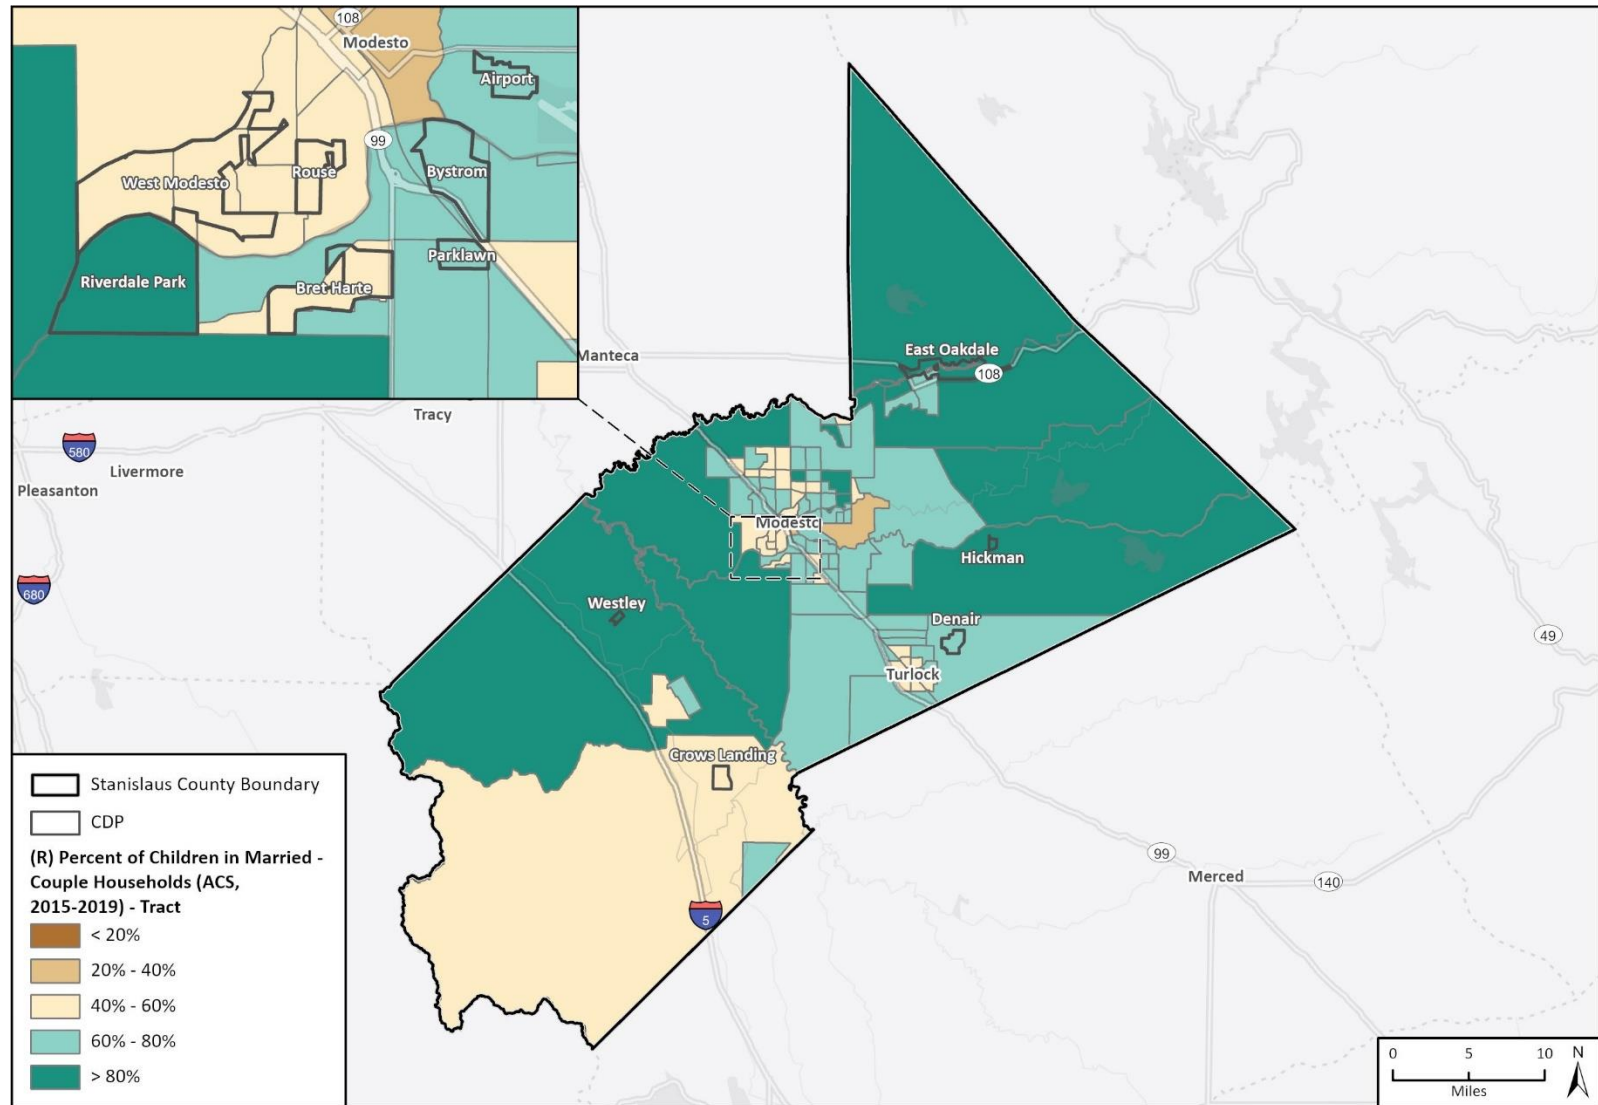 108
Modesto
Airport
99
Bystrom
West Modesto
Rouse
Parklawn
Riverdale Park
Bret Harte
Manteca
Tracy
580
Livermore
Pleasanton
680
East Oakdale
108
Modestc
Hickman
Westley
Denair
49
Turlock
Crows Landing
99
Merced
140
5
Stanislaus County Boundary
CDP
(R) Percent of Children in Married -
Couple Households (ACS,
2015-2019) - Tract
< 20%
20% - 40%
40% - 60%
60% - 80%
> 80%
0 5 10
Miles
N